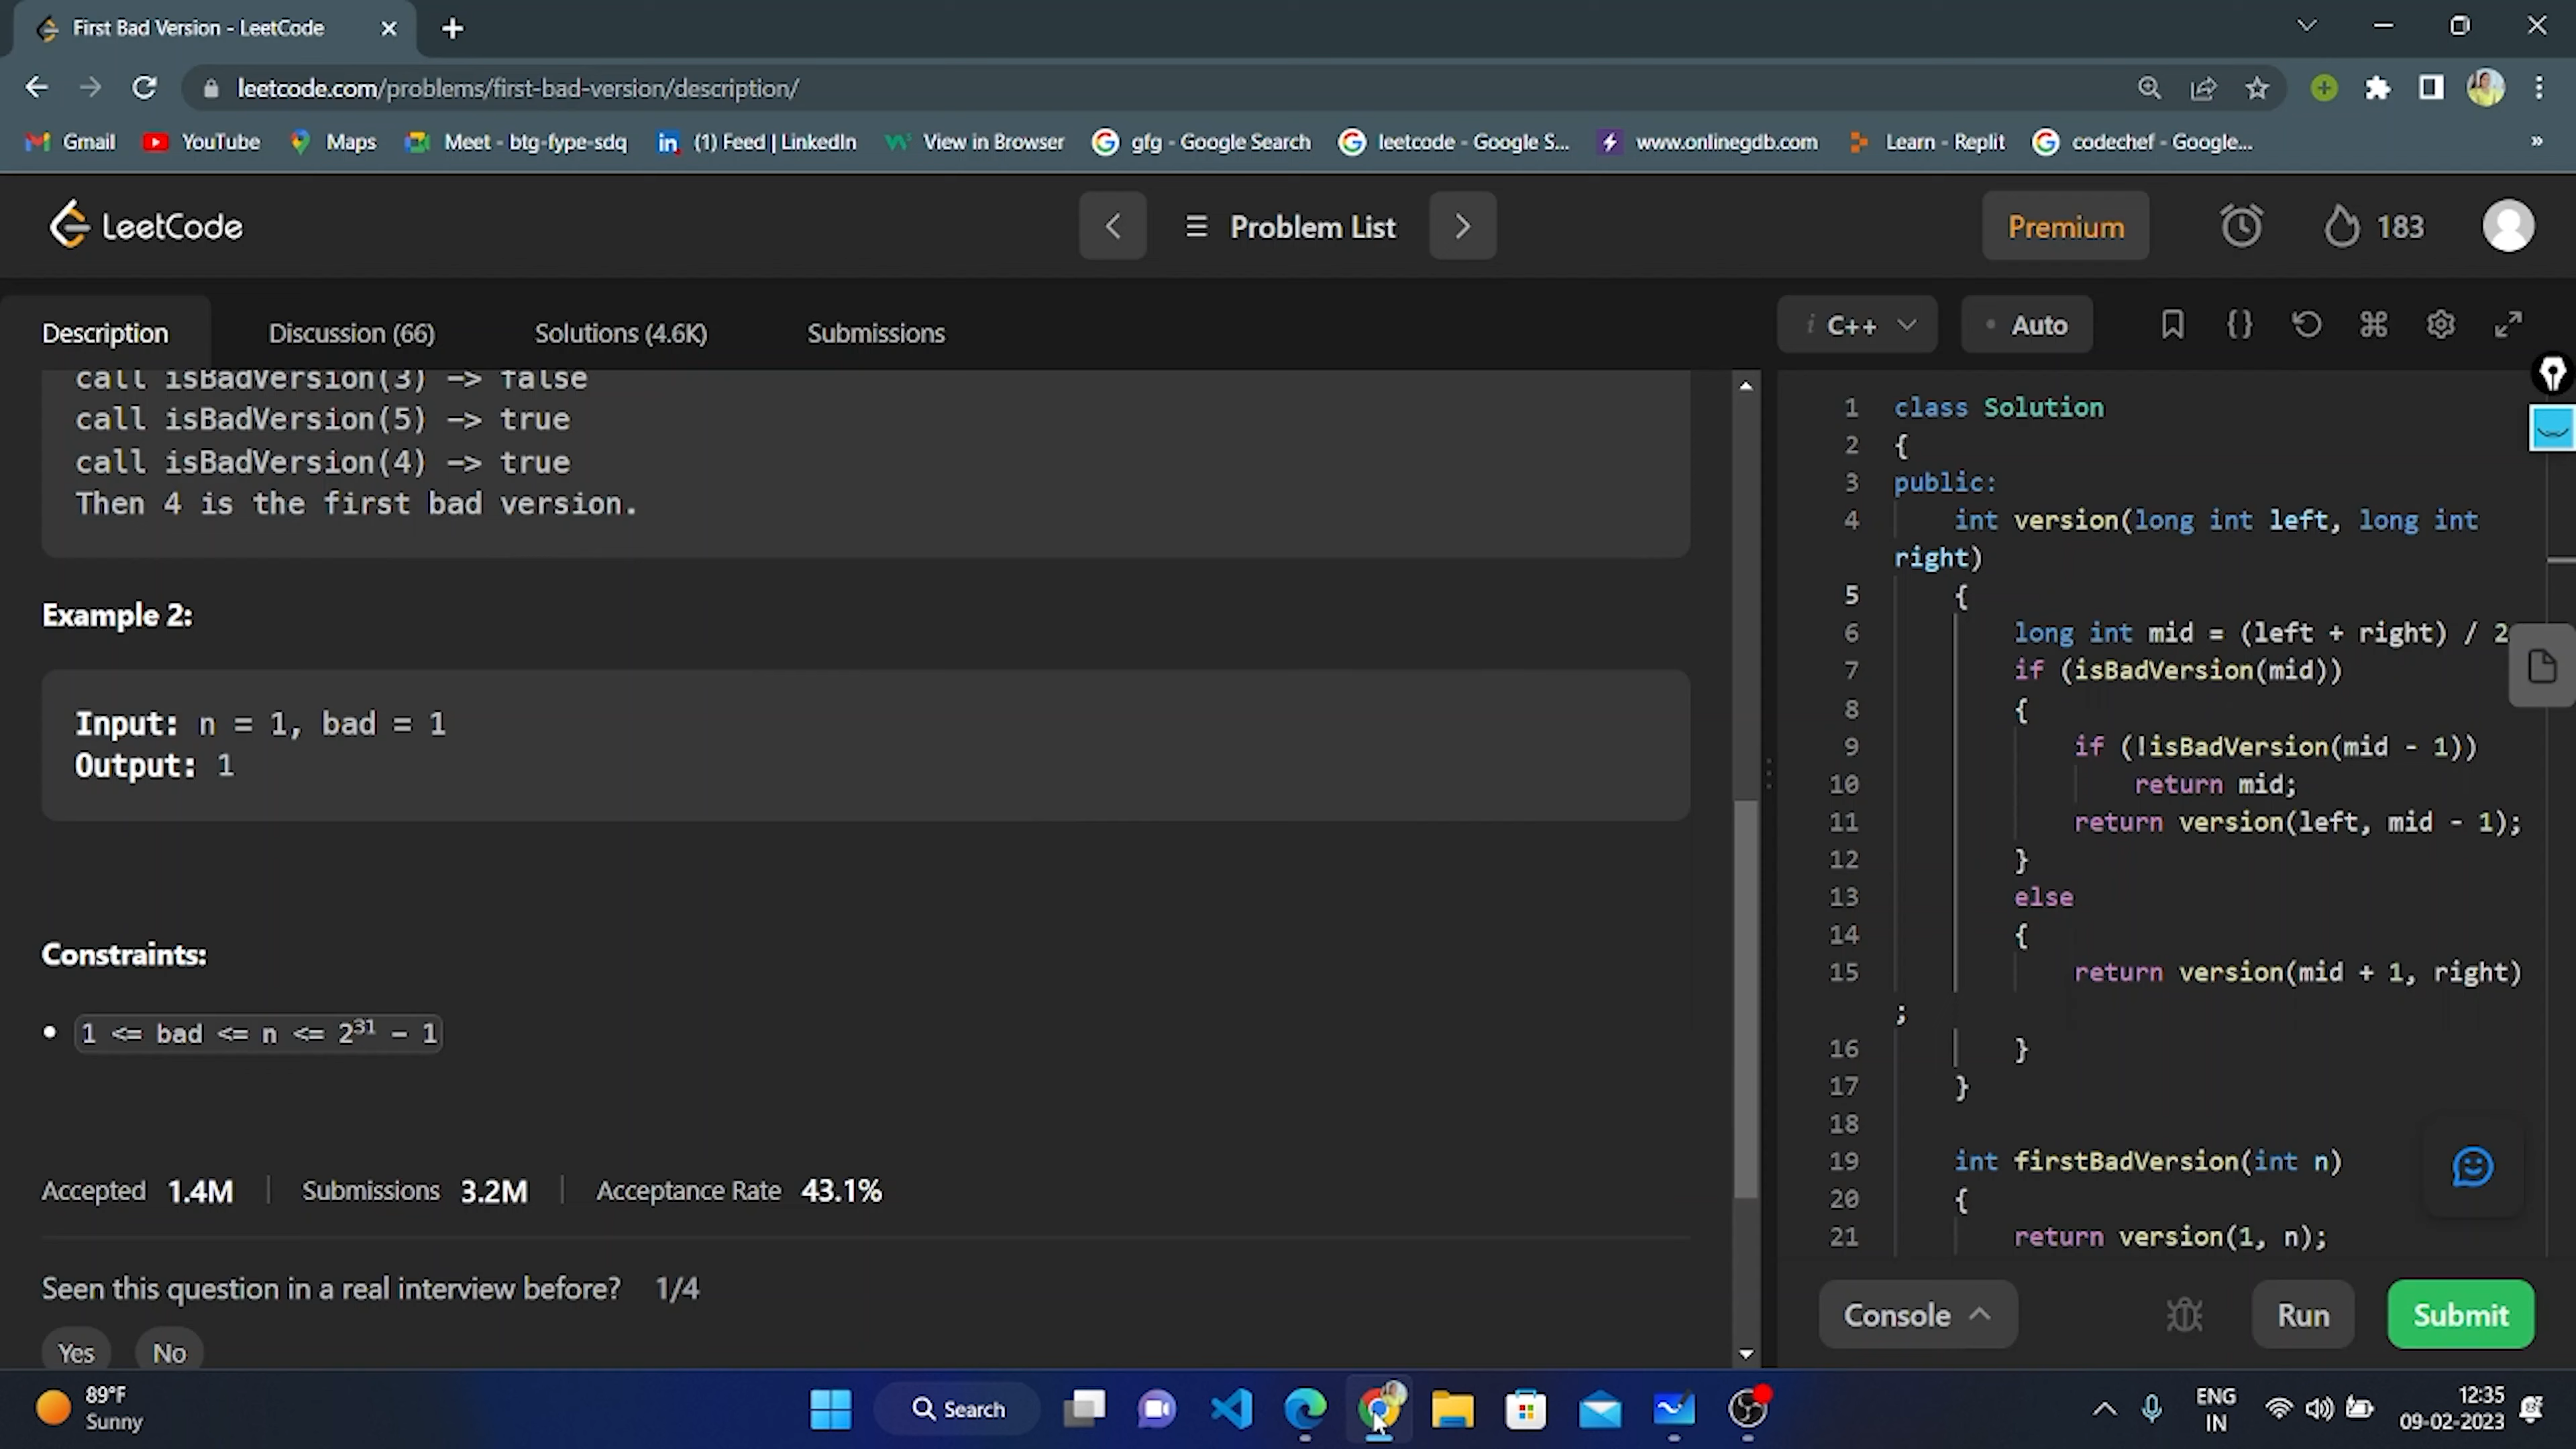 First Bad Version - LeetCode
leetcode.com/problems/first-bad-version/description/
Gmail YouTube Maps Meet - btg-fype-sdq (1) Feed | LinkedIn View in Browser gfg - Google Search leetcode - Google S... www.onlinegdb.com Learn - Replit codechef - Google... »
LeetCode
Problem List
Premium
183
Description Discussion (66) Solutions (4.6K) Submissions
call isBadVersion(3) -> false
call isBadVersion(5) -> true
call isBadVersion(4) -> true
Then 4 is the first bad version.
Example 2:
Input: n = 1, bad = 1
Output: 1
Constraints:
1 <= bad <= n <= 2³¹ - 1
Accepted 1.4M Submissions 3.2M Acceptance Rate 43.1%
Seen this question in a real interview before? 1/4
Yes No
i C++ Auto {}
1 class Solution
2 {
3 public:
4 int version(long int left, long int
right)
5 {
6 long int mid = (left + right) / 2
7 if (isBadVersion(mid))
8 {
9 if (!isBadVersion(mid - 1))
10 return mid;
11 return version(left, mid - 1);
12 }
13 else
14 {
15 return version(mid + 1, right)
;
16 }
17 }
18
19 int firstBadVersion(int n)
20 {
21 return version(1, n);
Console Run Submit
89°F
Sunny
Search
ENG
IN
12:35
09-02-2023